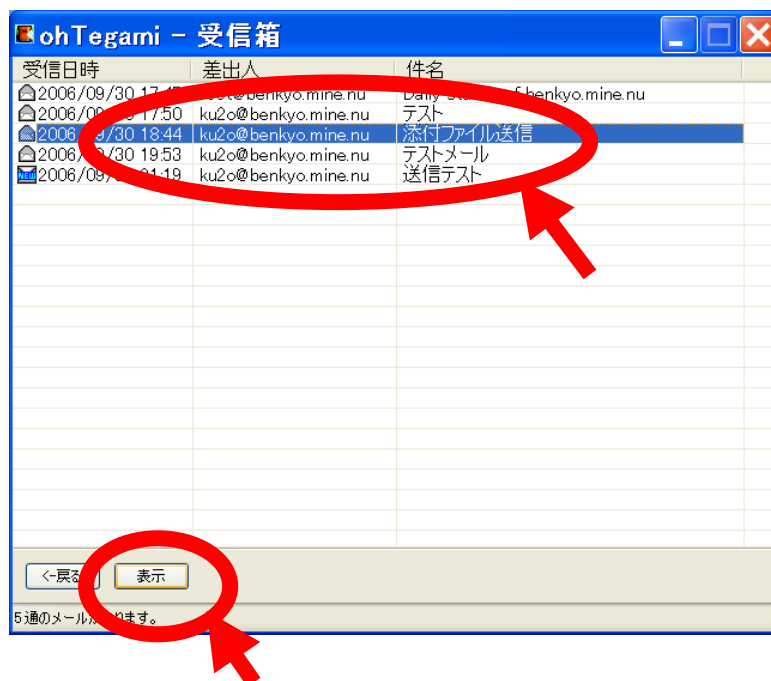 ohTegami - 受信箱
受信日時 差出人 件名
2006/09/30 benkyo.mine.nu Daily benkyo.mine.nu
2006/09/ 17:50 ku2o@benkyo.mine.nu テスト
2006 /30 18:44 ku2o@benkyo.mine.nu 添付ファイル送信
2006/ /30 19:53 ku2o@benkyo.mine.nu テストメール
NEW 2006/09/ :19 ku2o@benkyo.mine.nu 送信テスト
<-戻る 表示
5通のメールがあります。